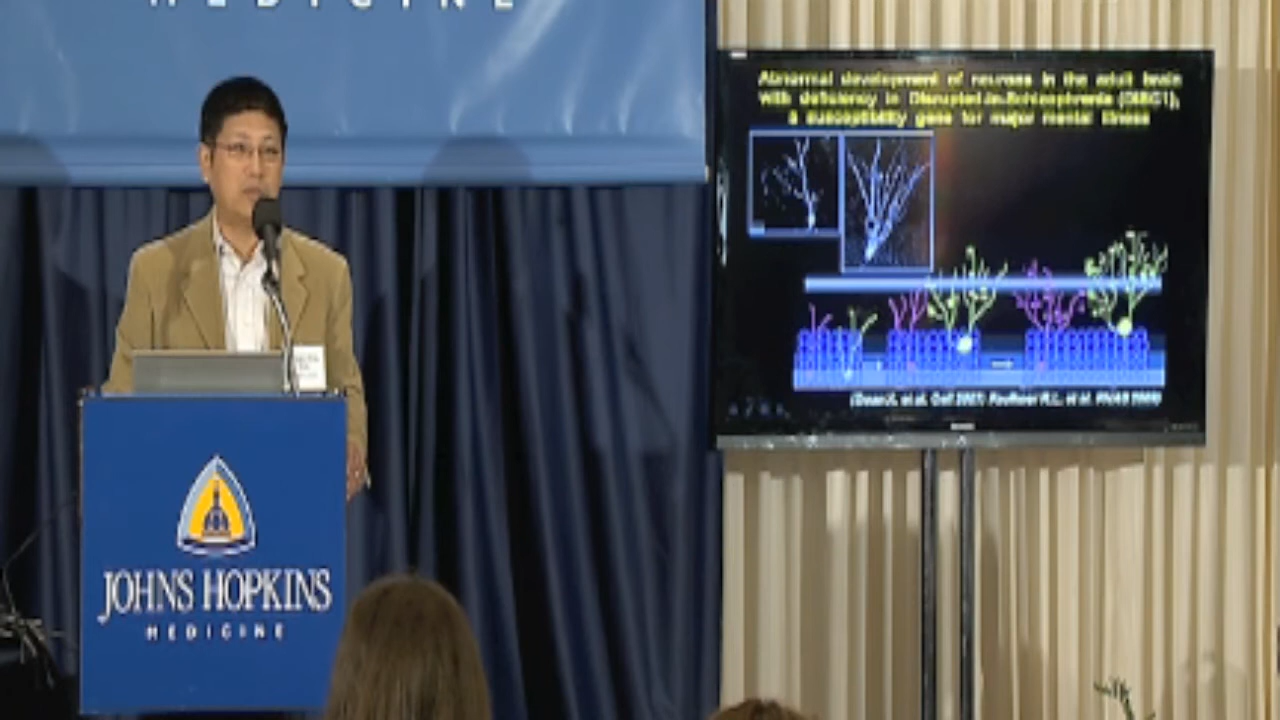 MEDICINE
Abnormal development of neurons in the adult brain
with deficiency in Disrupted-in-Schizophrenia (DISC1),
a susceptibility gene for major mental illness
JOHNS HOPKINS
MEDICINE